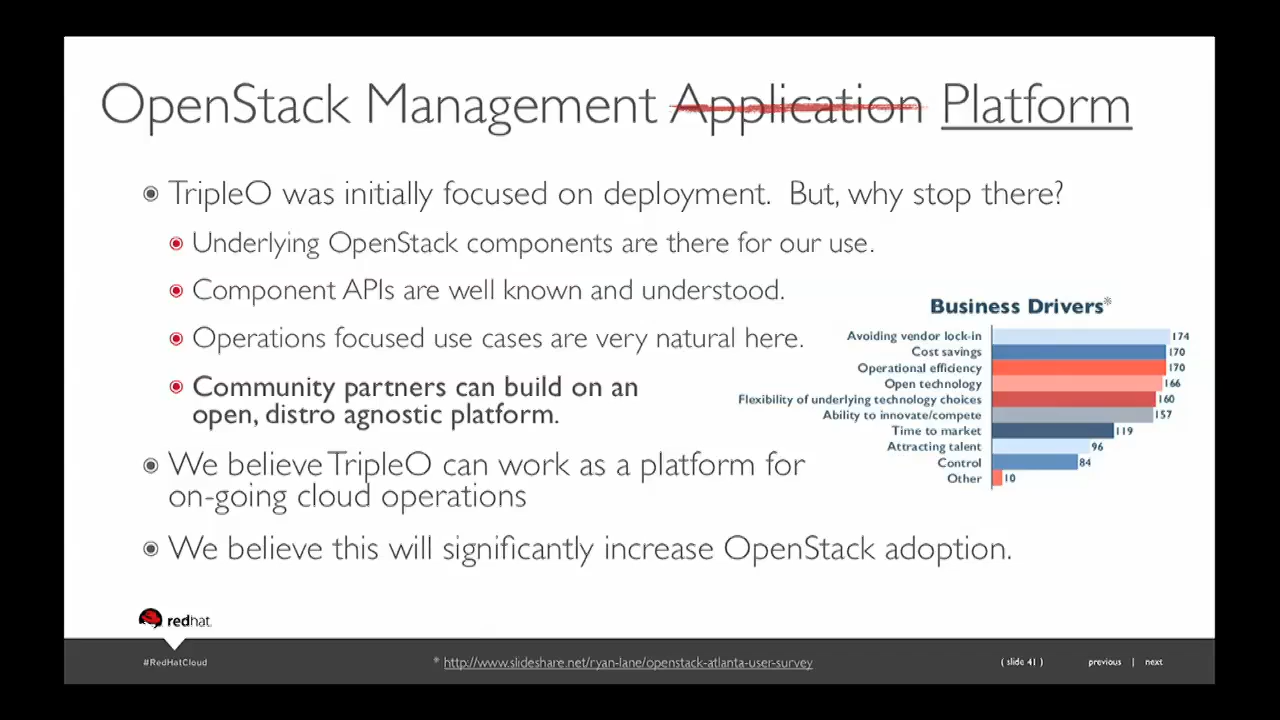 OpenStack Management Application Platform
TripleO was initially focused on deployment. But, why stop there?
Underlying OpenStack components are there for our use.
Component APIs are well known and understood.
Operations focused use cases are very natural here.
Community partners can build on an
open, distro agnostic platform.
We believe TripleO can work as a platform for
on-going cloud operations
We believe this will significantly increase OpenStack adoption.
Business Drivers*
Avoiding vendor lock-in 174
Cost savings 170
Operational efficiency 170
Open technology 166
Flexibility of underlying technology choices 160
Ability to innovate/compete 157
Time to market 119
Attracting talent 96
Control 84
Other 10
redhat.
#RedHatCloud
* http://www.slideshare.net/ryan-lane/openstack-atlanta-user-survey
( slide 41 )
previous | next